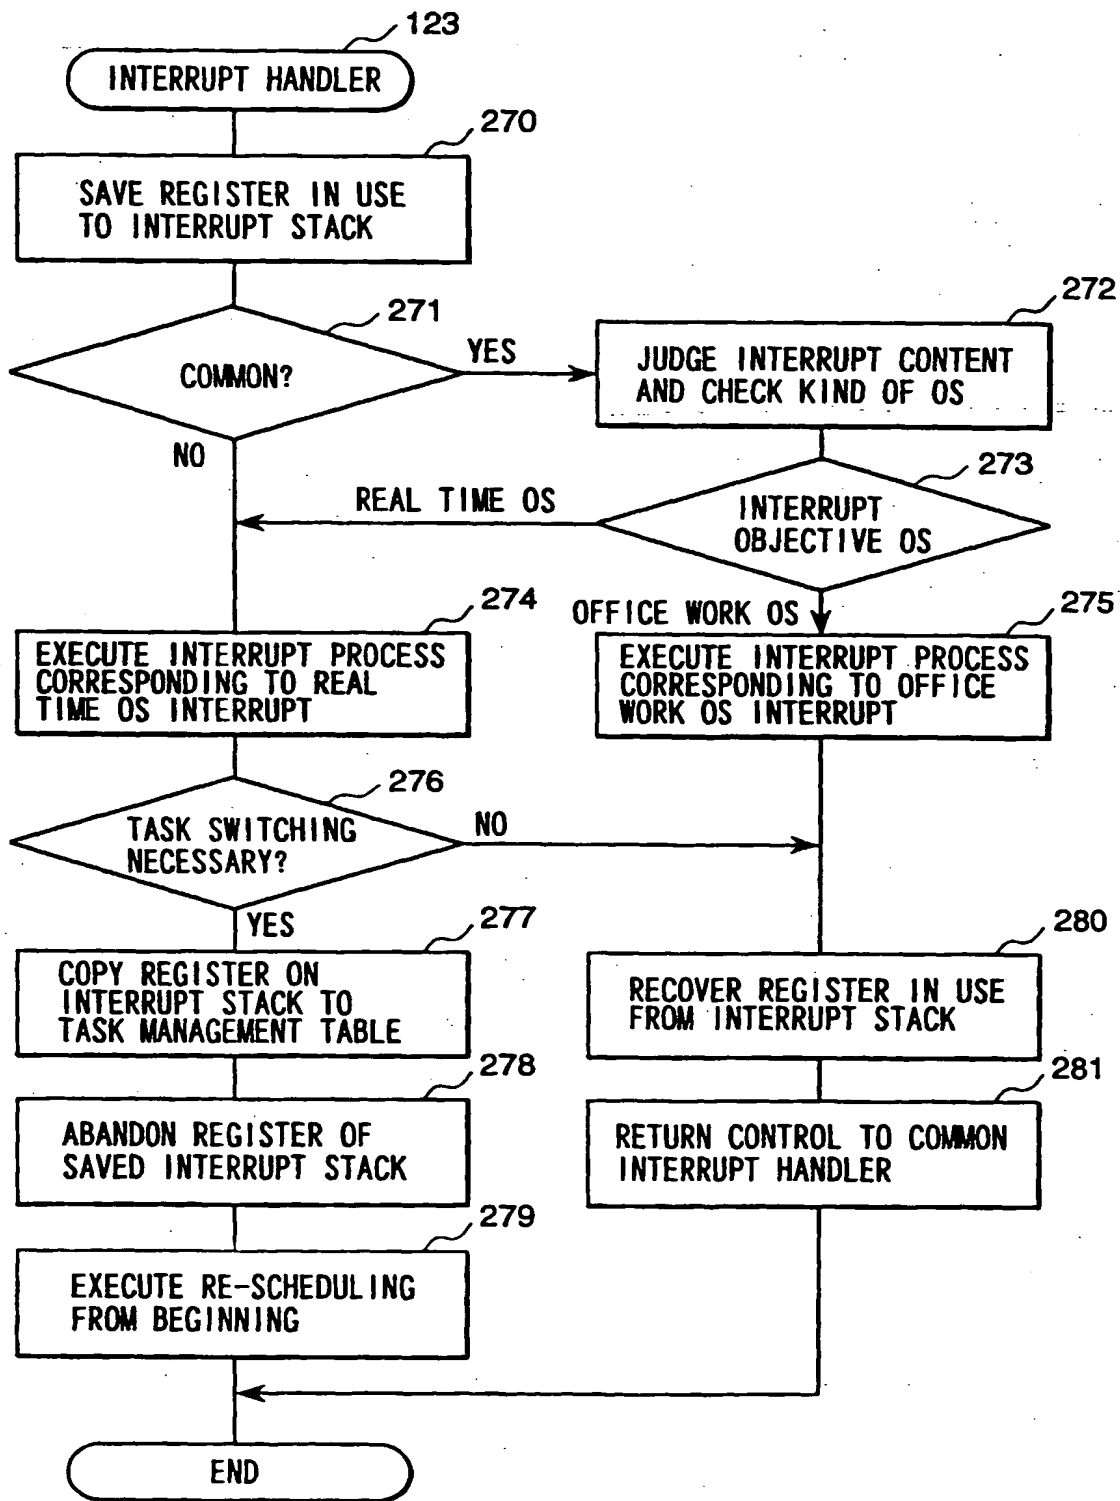 123
INTERRUPT HANDLER
270
SAVE REGISTER IN USE
TO INTERRUPT STACK
271
COMMON?
YES
NO
272
JUDGE INTERRUPT CONTENT
AND CHECK KIND OF OS
273
INTERRUPT
OBJECTIVE OS
REAL TIME OS
OFFICE WORK OS
274
EXECUTE INTERRUPT PROCESS
CORRESPONDING TO REAL
TIME OS INTERRUPT
275
EXECUTE INTERRUPT PROCESS
CORRESPONDING TO OFFICE
WORK OS INTERRUPT
276
TASK SWITCHING
NECESSARY?
NO
YES
277
COPY REGISTER ON
INTERRUPT STACK TO
TASK MANAGEMENT TABLE
278
ABANDON REGISTER OF
SAVED INTERRUPT STACK
279
EXECUTE RE-SCHEDULING
FROM BEGINNING
280
RECOVER REGISTER IN USE
FROM INTERRUPT STACK
281
RETURN CONTROL TO COMMON
INTERRUPT HANDLER
END